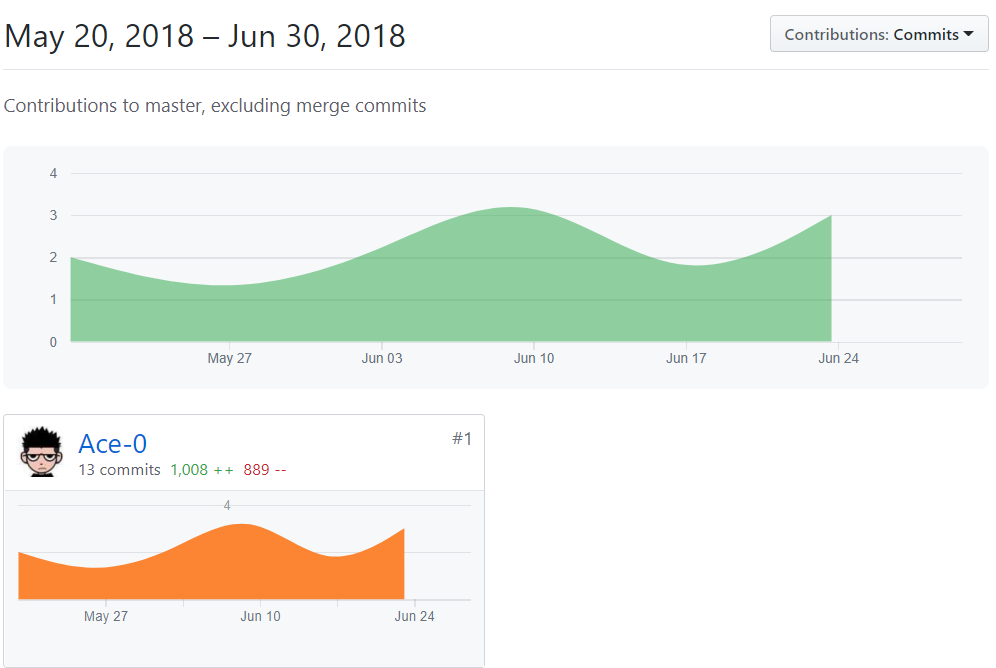 May 20, 2018 – Jun 30, 2018
Contributions: Commits
Contributions to master, excluding merge commits
4
3
2
1
0
May 27
Jun 03
Jun 10
Jun 17
Jun 24
Ace-0
#1
13 commits 1,008 ++ 889 --
4
May 27
Jun 10
Jun 24